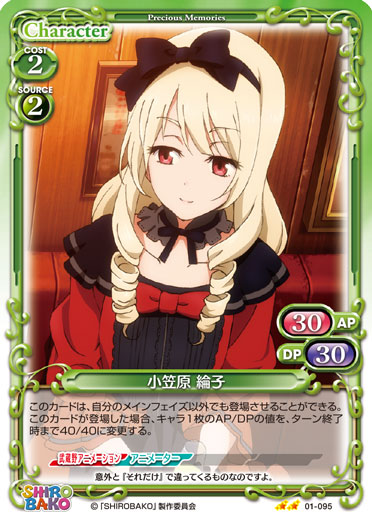 Precious Memories
Character
COST
2
SOURCE
2
30 AP
DP 30
小笠原 綸子
このカードは、自分のメインフェイズ以外でも登場させることができる。
このカードが登場した場合、キャラ1枚のAP/DPの値を、ターン終了
時まで40/40に変更する。
武蔵野アニメーション アニメーター
意外と『それだけ』で違ってくるものなのですよ。
SHIRO
BAKO
©「SHIROBAKO」製作委員会
01-095